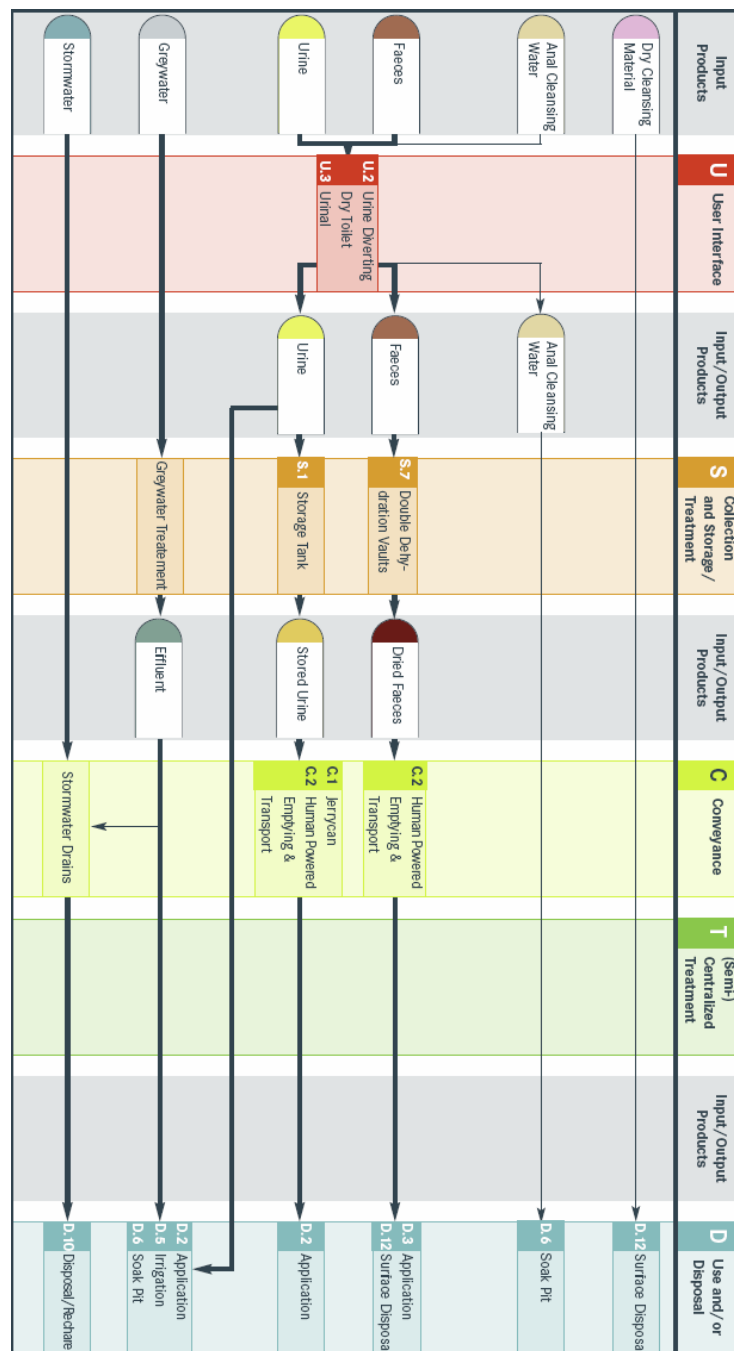 Input
Products
U
User Interface
Input/Output
Products
S
Collection
and Storage/
Treatment
Input/Output
Products
C
Conveyance
T
(Semi-)
Centralized
Treatment
Input/Output
Products
D
Use and/or
Disposal
Dry Cleansing
Material
D.12 Surface Disposal
Anal Cleansing
Water
Anal Cleansing
Water
D.6 Soak Pit
Faeces
U.2 Urine Diverting
Dry Toilet
U.3 Urinal
Faeces
S.7 Double Dehy-
dration Vaults
Dried Faeces
C.2 Human Powered
Emptying &
Transport
D.3 Application
D.12 Surface Disposal
Urine
Urine
S.1 Storage Tank
Stored Urine
C.1 Jerrycan
C.2 Human Powered
Emptying &
Transport
D.2 Application
Greywater
Greywater Treatement
Effluent
D.2 Application
D.5 Irrigation
D.6 Soak Pit
Stormwater
Stormwater Drains
D.10 Disposal/Rechare